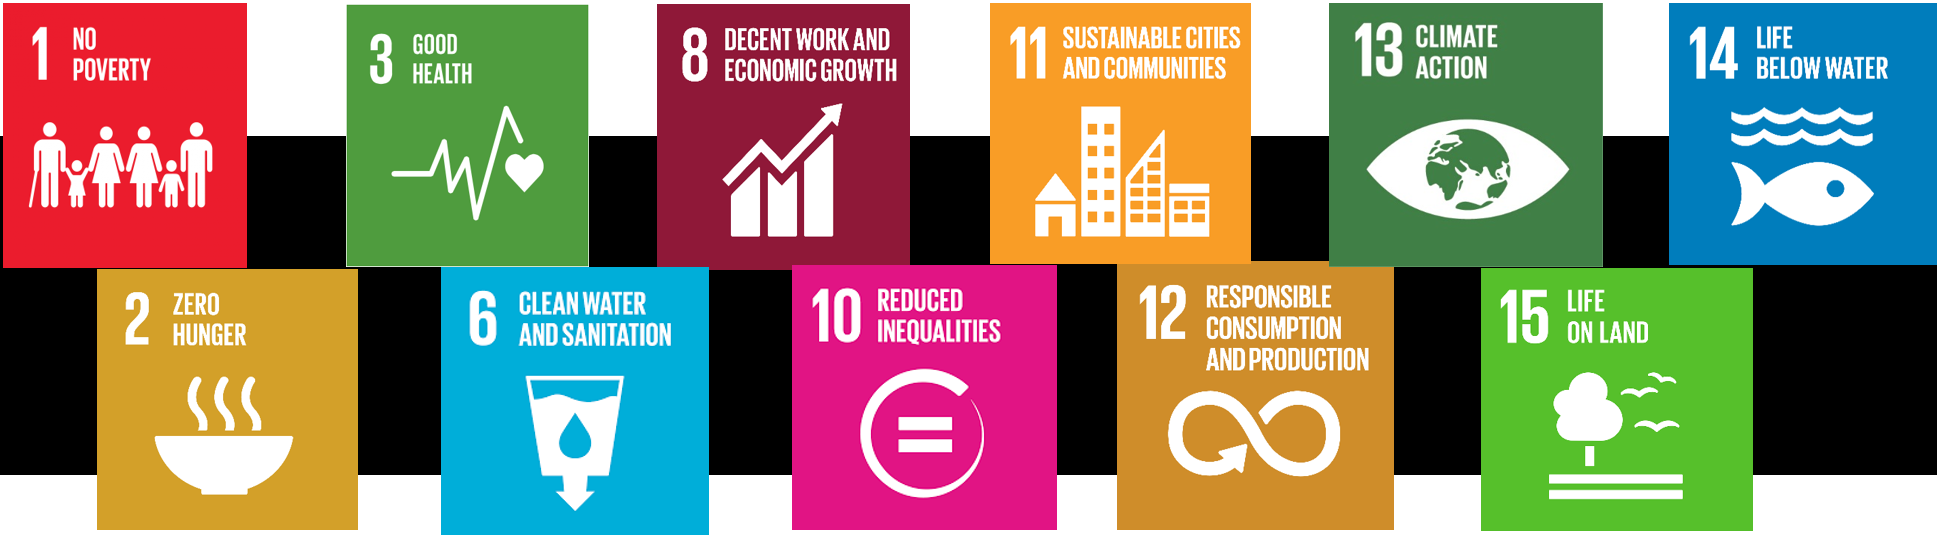 1 NO
POVERTY
3 GOOD
HEALTH
8 DECENT WORK AND
ECONOMIC GROWTH
11 SUSTAINABLE CITIES
AND COMMUNITIES
13 CLIMATE
ACTION
14 LIFE
BELOW WATER
2 ZERO
HUNGER
6 CLEAN WATER
AND SANITATION
10 REDUCED
INEQUALITIES
12 RESPONSIBLE
CONSUMPTION
AND PRODUCTION
15 LIFE
ON LAND